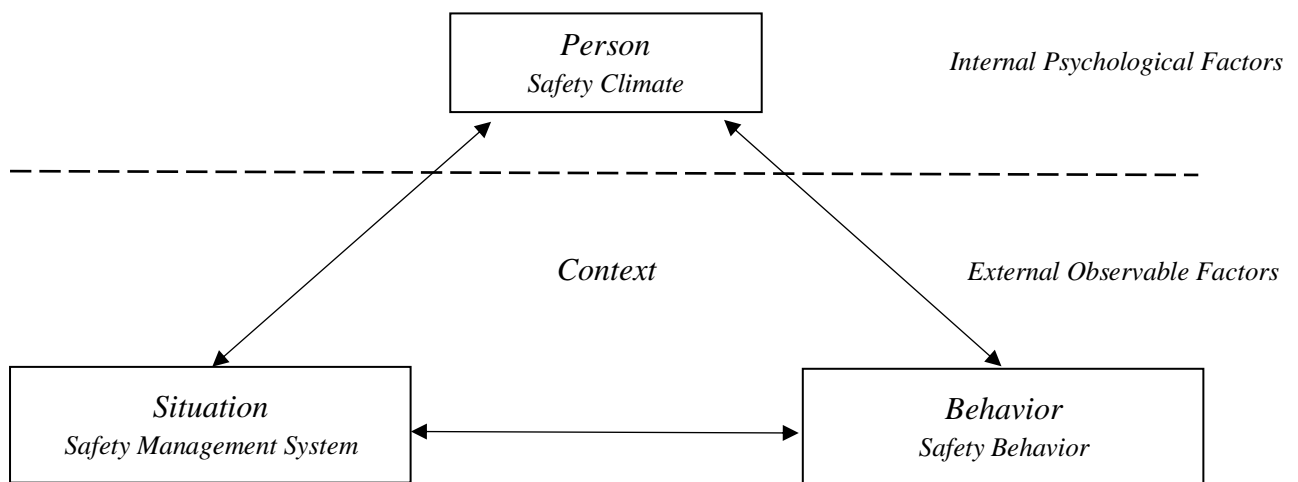 Person
Safety Climate
Internal Psychological Factors
Context
External Observable Factors
Situation
Safety Management System
Behavior
Safety Behavior